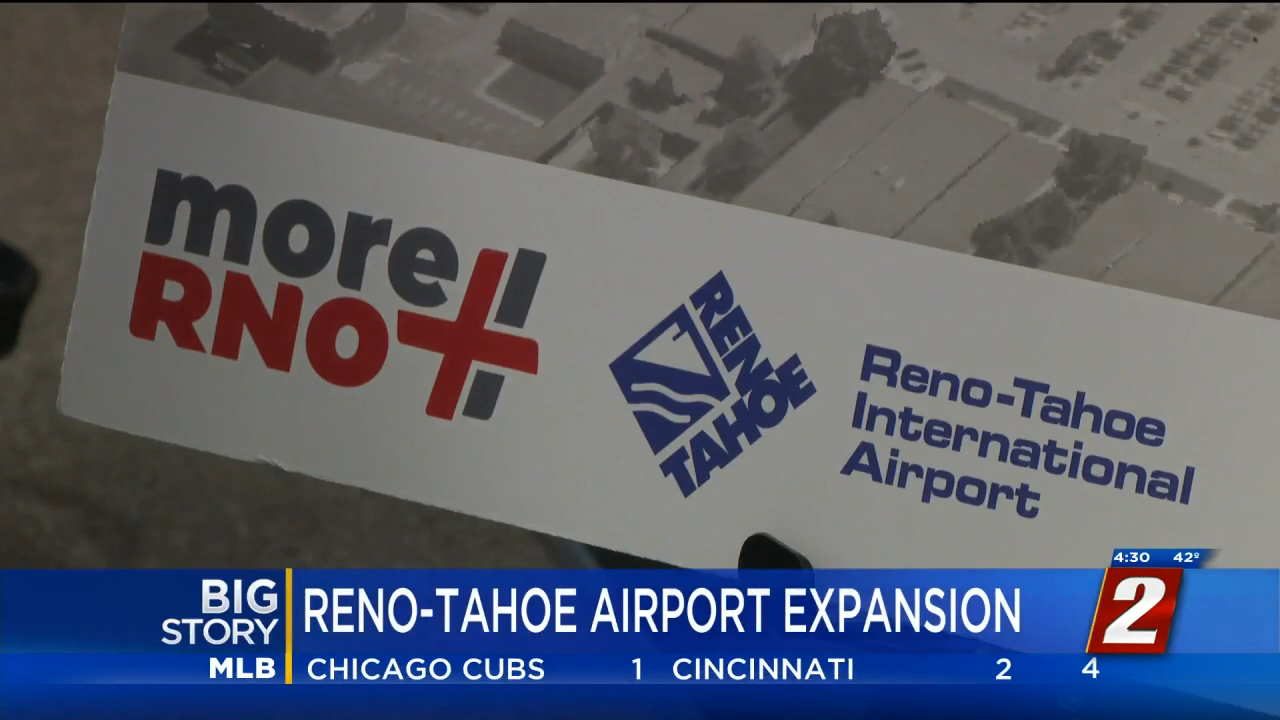 more
RNO
RENO
TAHOE
Reno-Tahoe
International
Airport
4:30 42º
BIG
STORY
RENO-TAHOE AIRPORT EXPANSION
2
MLB
CHICAGO CUBS 1 CINCINNATI 2 4